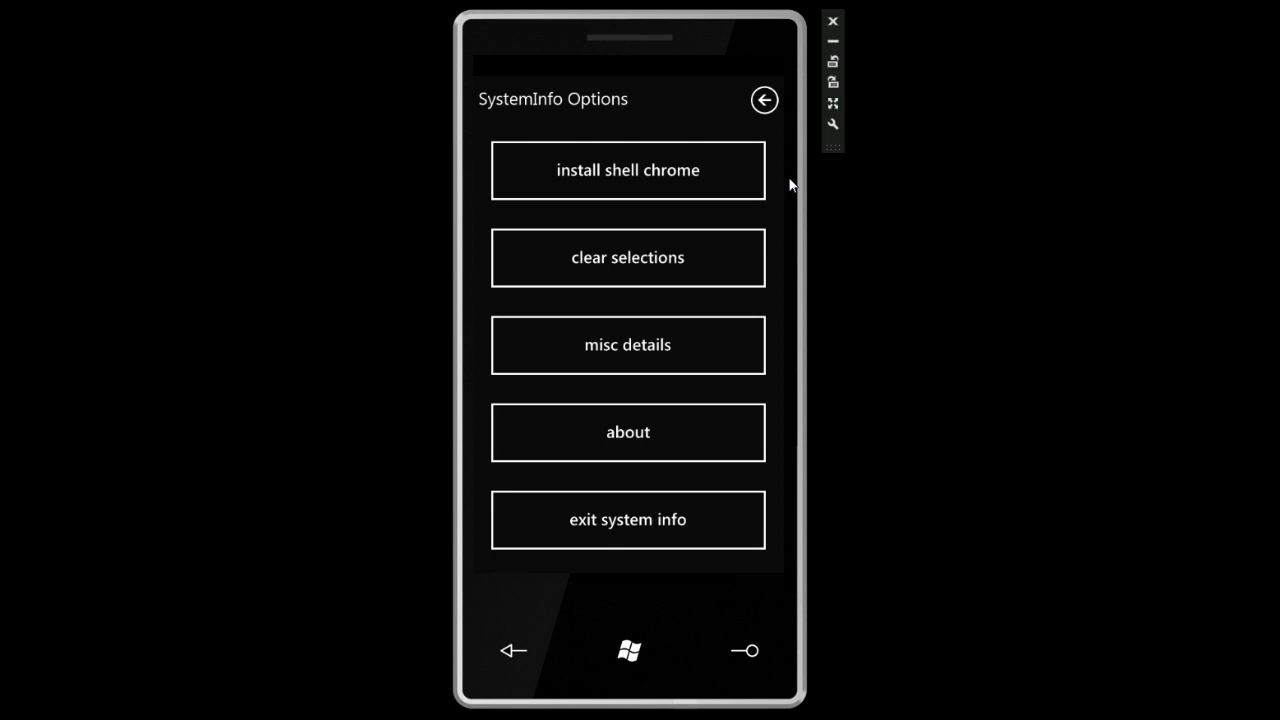 SystemInfo Options
install shell chrome
clear selections
misc details
about
exit system info